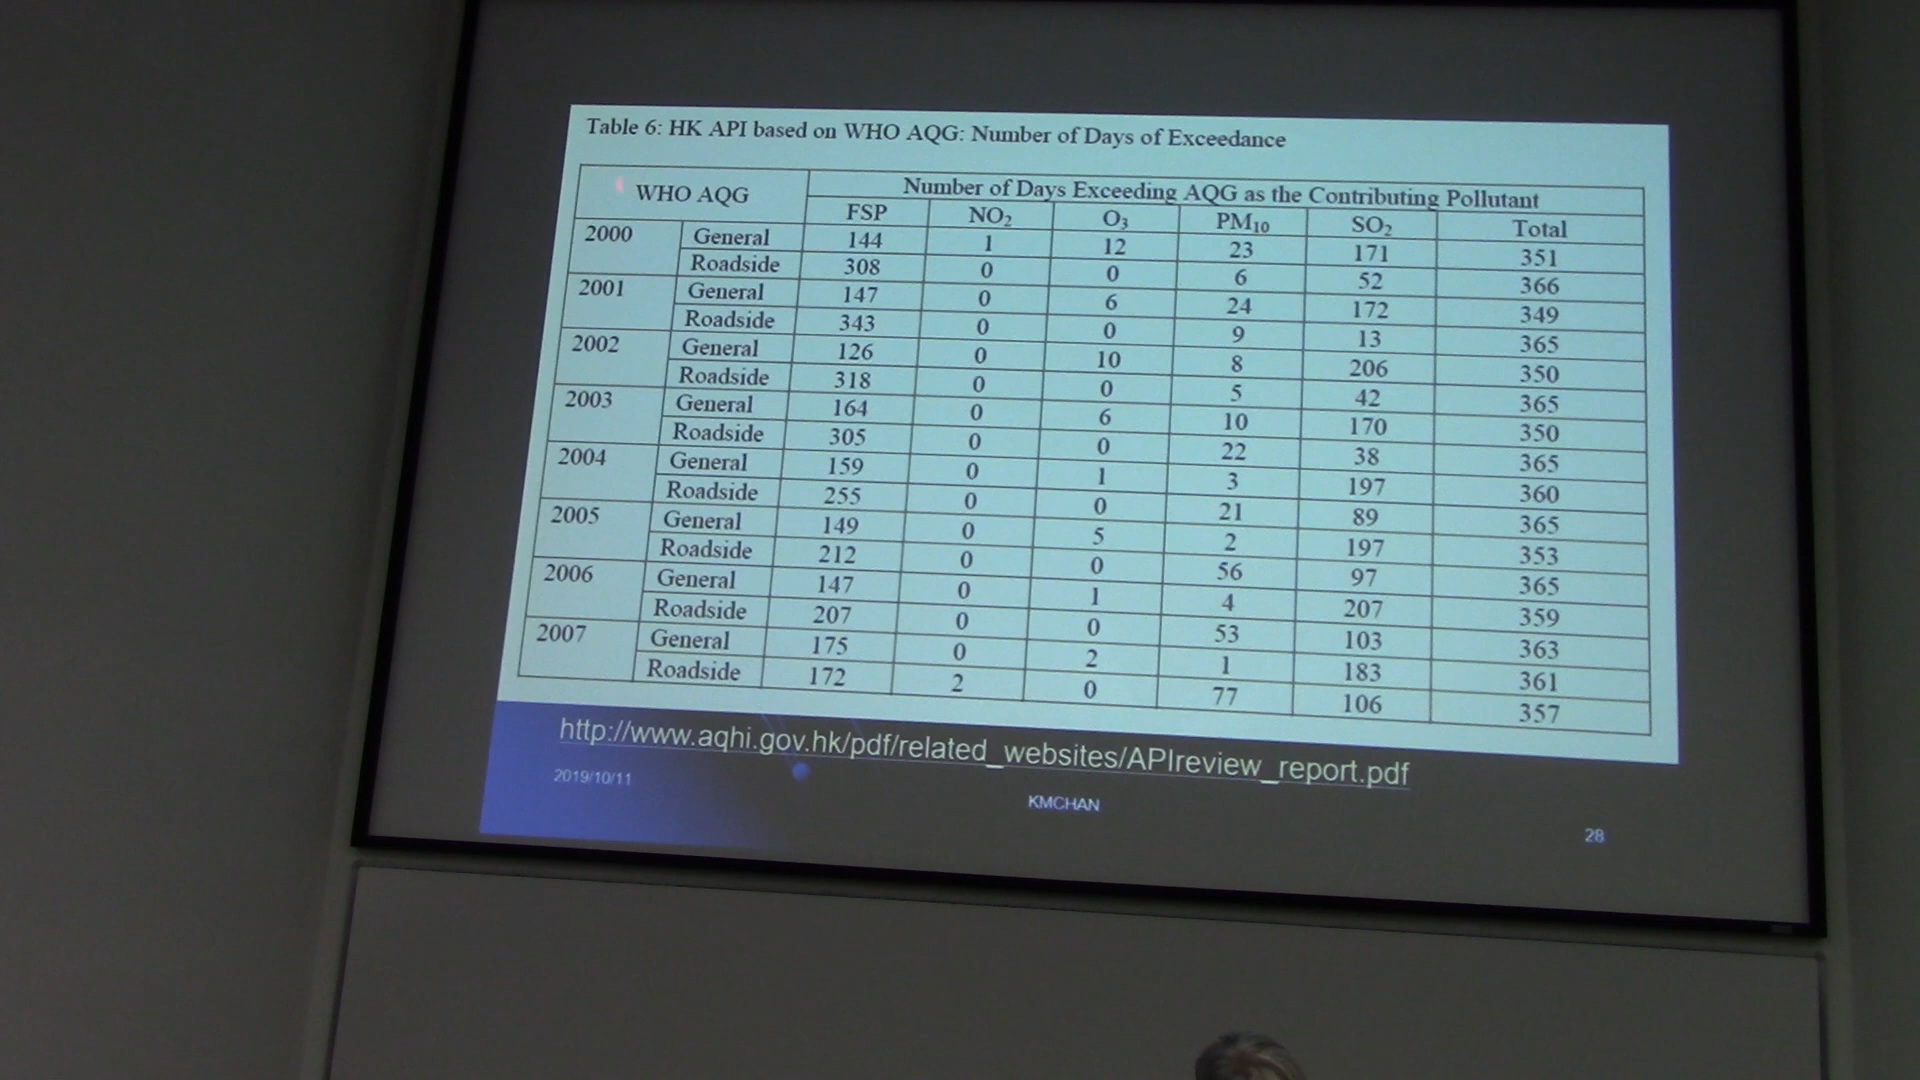 Table 6: HK API based on WHO AQG: Number of Days of Exceedance
WHO AQG Number of Days Exceeding AQG as the Contributing Pollutant
FSP NO2 O3 PM10 SO2 Total
2000 General 144 1 12 23 171 351
Roadside 308 0 0 6 52 366
2001 General 147 0 6 24 172 349
Roadside 343 0 0 9 13 365
2002 General 126 0 10 8 206 350
Roadside 318 0 0 5 42 365
2003 General 164 0 6 10 170 350
Roadside 305 0 0 22 38 365
2004 General 159 0 1 3 197 360
Roadside 255 0 0 21 89 365
2005 General 149 0 5 2 197 353
Roadside 212 0 0 56 97 365
2006 General 147 0 1 4 207 359
Roadside 207 0 0 53 103 363
2007 General 175 0 2 1 183 361
Roadside 172 2 0 77 106 357
http://www.aqhi.gov.hk/pdf/related_websites/APIreview_report.pdf
2019/10/11
KMCHAN
28